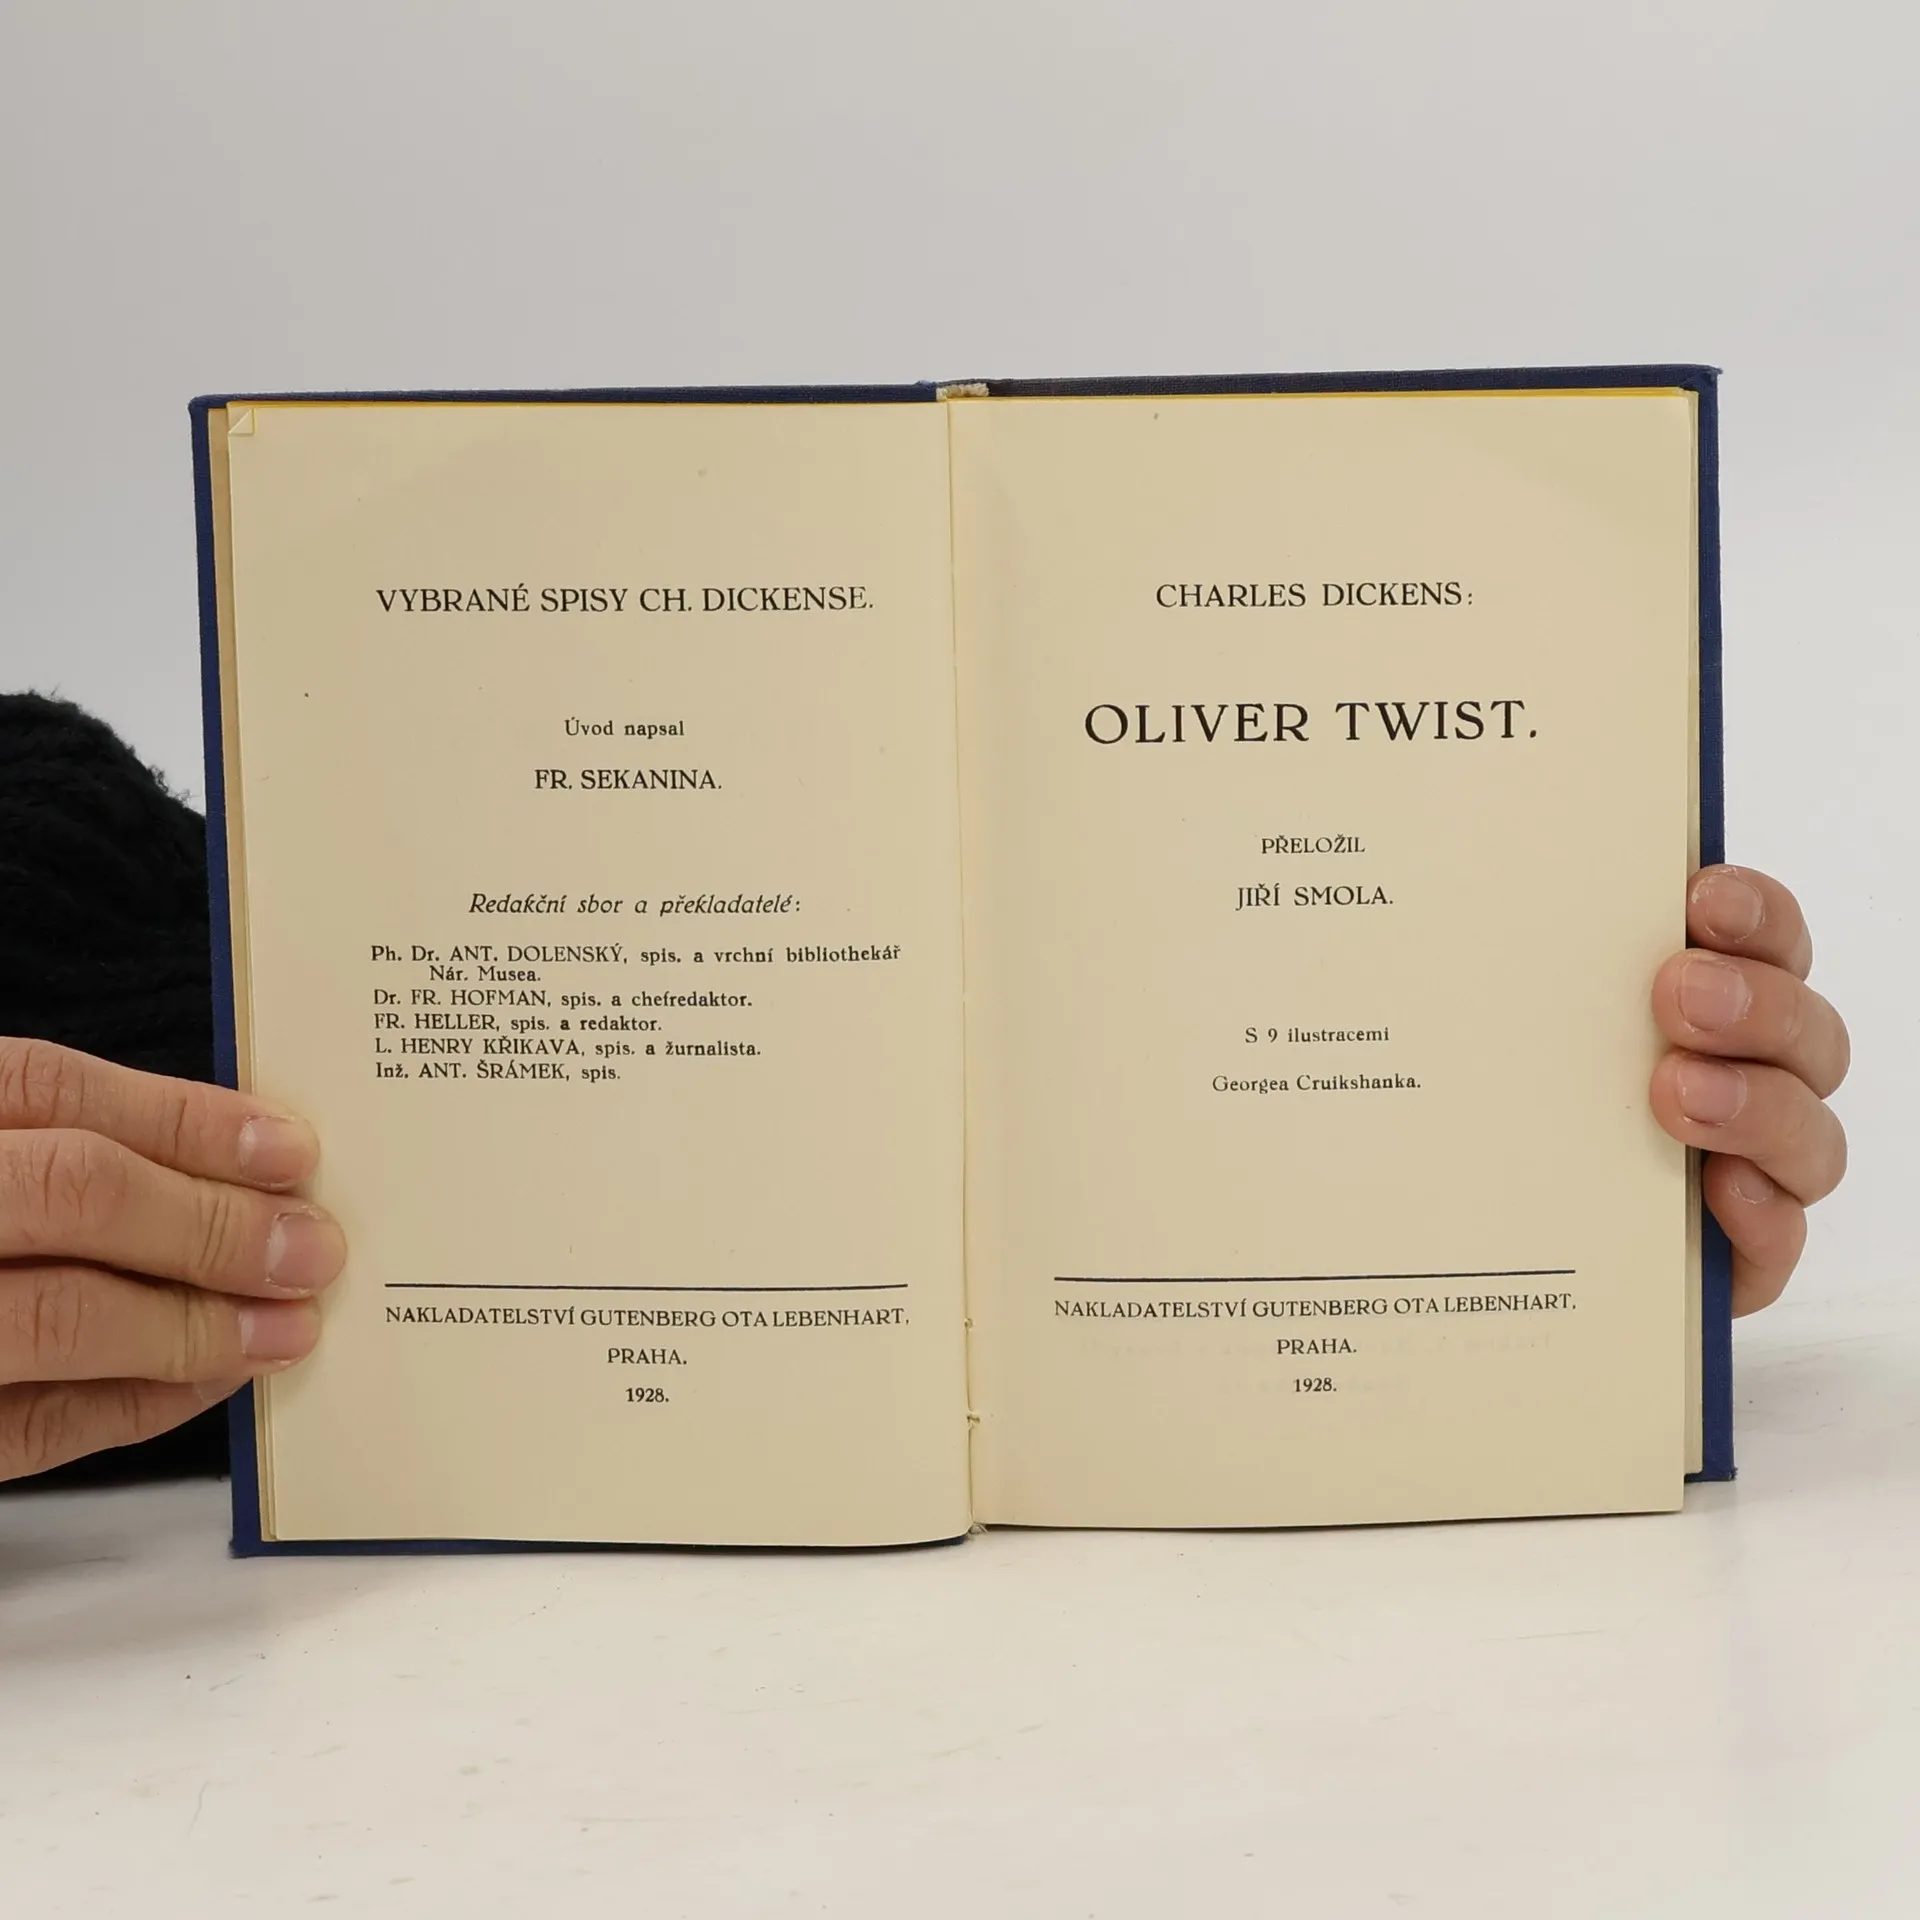 VYBRANÉ SPISY CH. DICKENSE.
Úvod napsal
FR. SEKANINA.
Redakční sbor a překladatelé:
Ph. Dr. ANT. DOLENSKÝ, spis. a vrchní bibliothekář
Nár. Musea.
Dr. FR. HOFMAN, spis. a chefredaktor.
FR. HELLER, spis. a redaktor.
L. HENRY KŘIKAVA, spis. a žurnalista.
Inž. ANT. ŠRÁMEK, spis.
NAKLADATELSTVÍ GUTENBERG OTA LEBENHART,
PRAHA.
1928.
CHARLES DICKENS:
OLIVER TWIST.
PŘELOŽIL
JIŘÍ SMOLA.
S 9 ilustracemi
Georgea Cruikshanka.
NAKLADATELSTVÍ GUTENBERG OTA LEBENHART,
PRAHA.
1928.